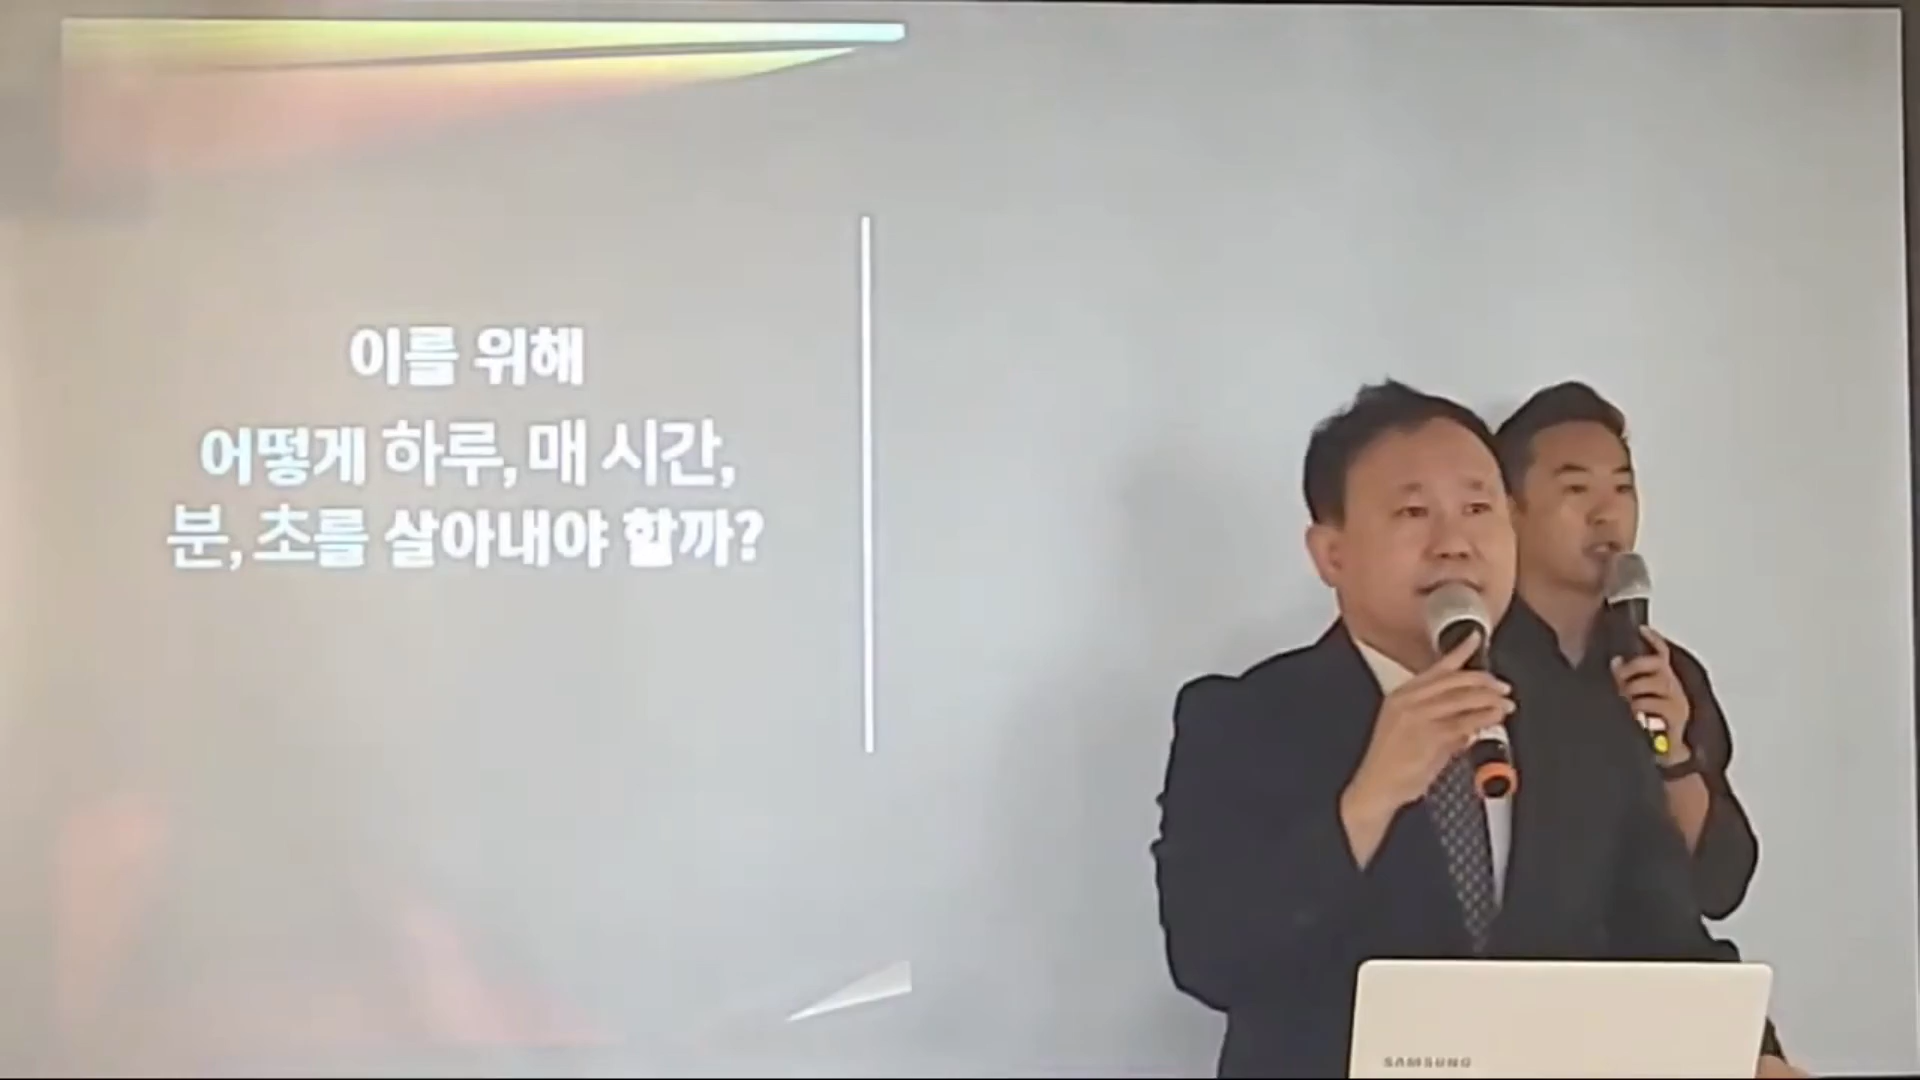 이를 위해
어떻게 하루, 매 시간,
분, 초를 살아내야 할까?
SAMSUNG